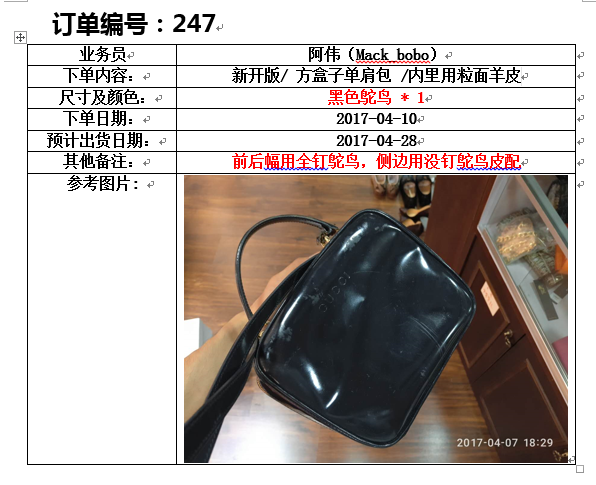 订单编号：247
业务员 阿伟（Mack_bobo）
下单内容： 新开版/ 方盒子单肩包 /内里用粒面羊皮
尺寸及颜色： 黑色鸵鸟 * 1
下单日期： 2017-04-10
预计出货日期： 2017-04-28
其他备注： 前后幅用全钉鸵鸟，侧边用没钉鸵鸟皮配
参考图片：
GUCCI
2017-04-07 18:29